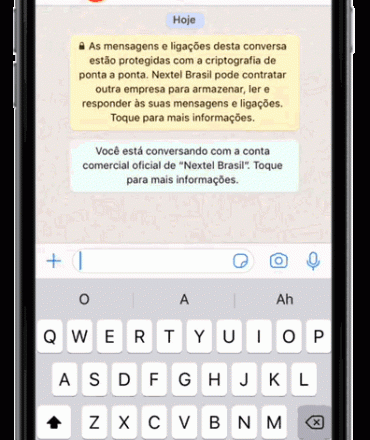 Hoje
🔒 As mensagens e ligações desta conversa
estão protegidas com a criptografia de
ponta a ponta. Nextel Brasil pode contratar
outra empresa para armazenar, ler e
responder às suas mensagens e ligações.
Toque para mais informações.
Você está conversando com a conta
comercial oficial de "Nextel Brasil". Toque
para mais informações.
O A Ah
Q W E R T Y U I O P
A S D F G H J K L
Z X C V B N M